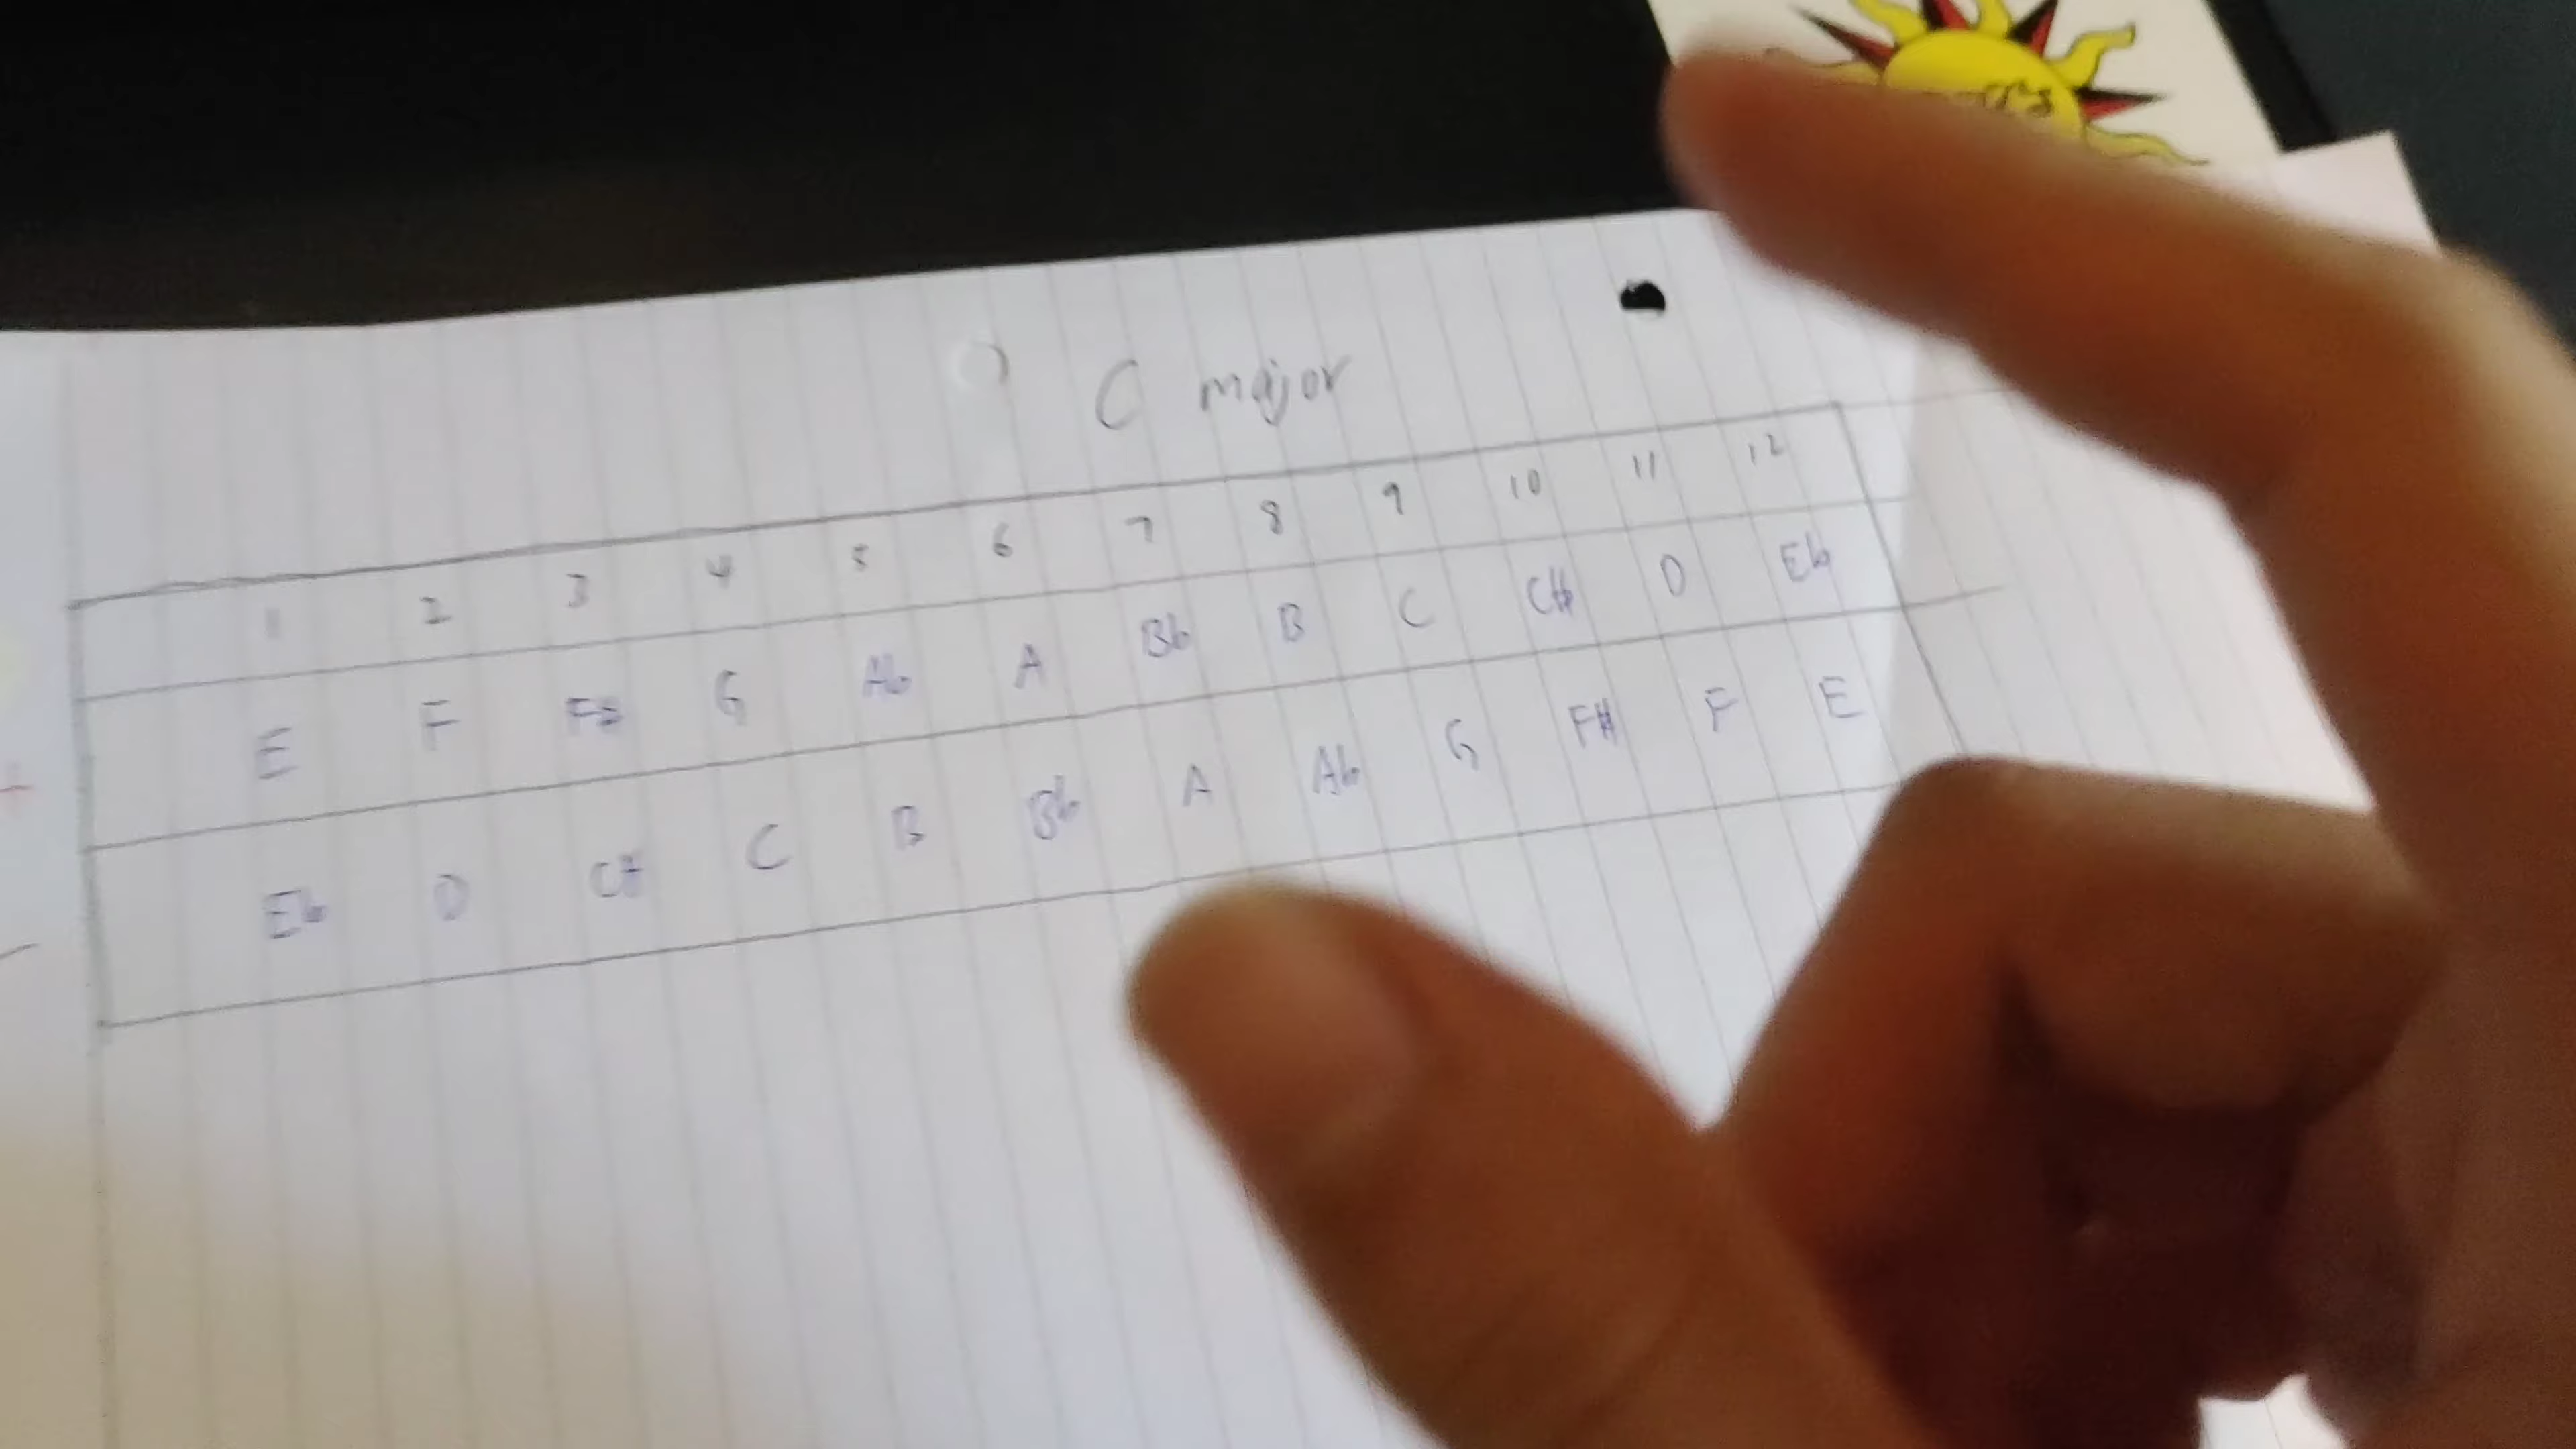 C major
1 2 3 4 5 6 7 8 9 10 11 12
E F F# G Ab A Bb B C C# D Eb
Eb D C# C B Bb A Ab G F# F E
+
-